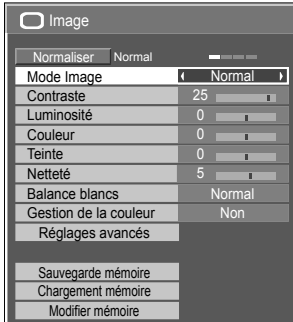 Image
Normaliser Normal
Mode Image Normal
Contraste 25
Luminosité 0
Couleur 0
Teinte 0
Netteté 5
Balance blancs Normal
Gestion de la couleur Non
Réglages avancés
Sauvegarde mémoire
Chargement mémoire
Modifier mémoire